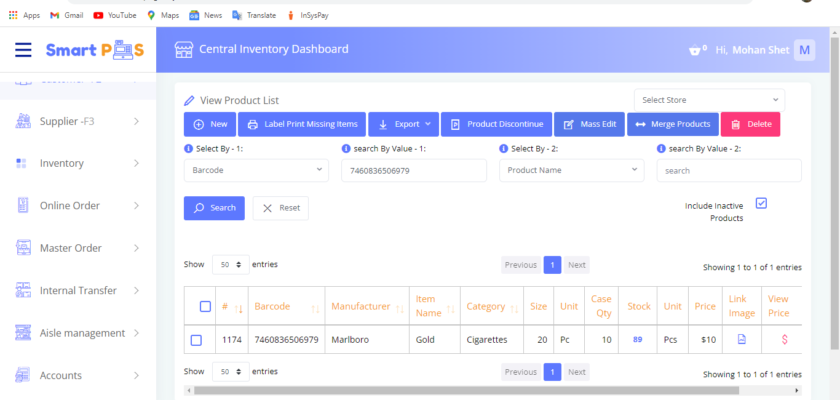 Apps Gmail YouTube Maps News Translate InSysPay
Smart POS
Central Inventory Dashboard
0 Hi, Mohan Shet M
Supplier -F3
Inventory
Online Order
Master Order
Internal Transfer
Aisle management
Accounts
View Product List
Select Store
New Label Print Missing Items Export Product Discontinue Mass Edit Merge Products Delete
Select By - 1: search By Value - 1: Select By - 2: search By Value - 2:
Barcode 7460836506979 Product Name search
Search Reset
Include Inactive
Products
Show 50 entries
Previous 1 Next
Showing 1 to 1 of 1 entries
# Barcode Manufacturer Item Name Category Size Unit Case Qty Stock Unit Price Link Image View Price
1174 7460836506979 Marlboro Gold Cigarettes 20 Pc 10 89 Pcs $10 $
Show 50 entries
Previous 1 Next
Showing 1 to 1 of 1 entries